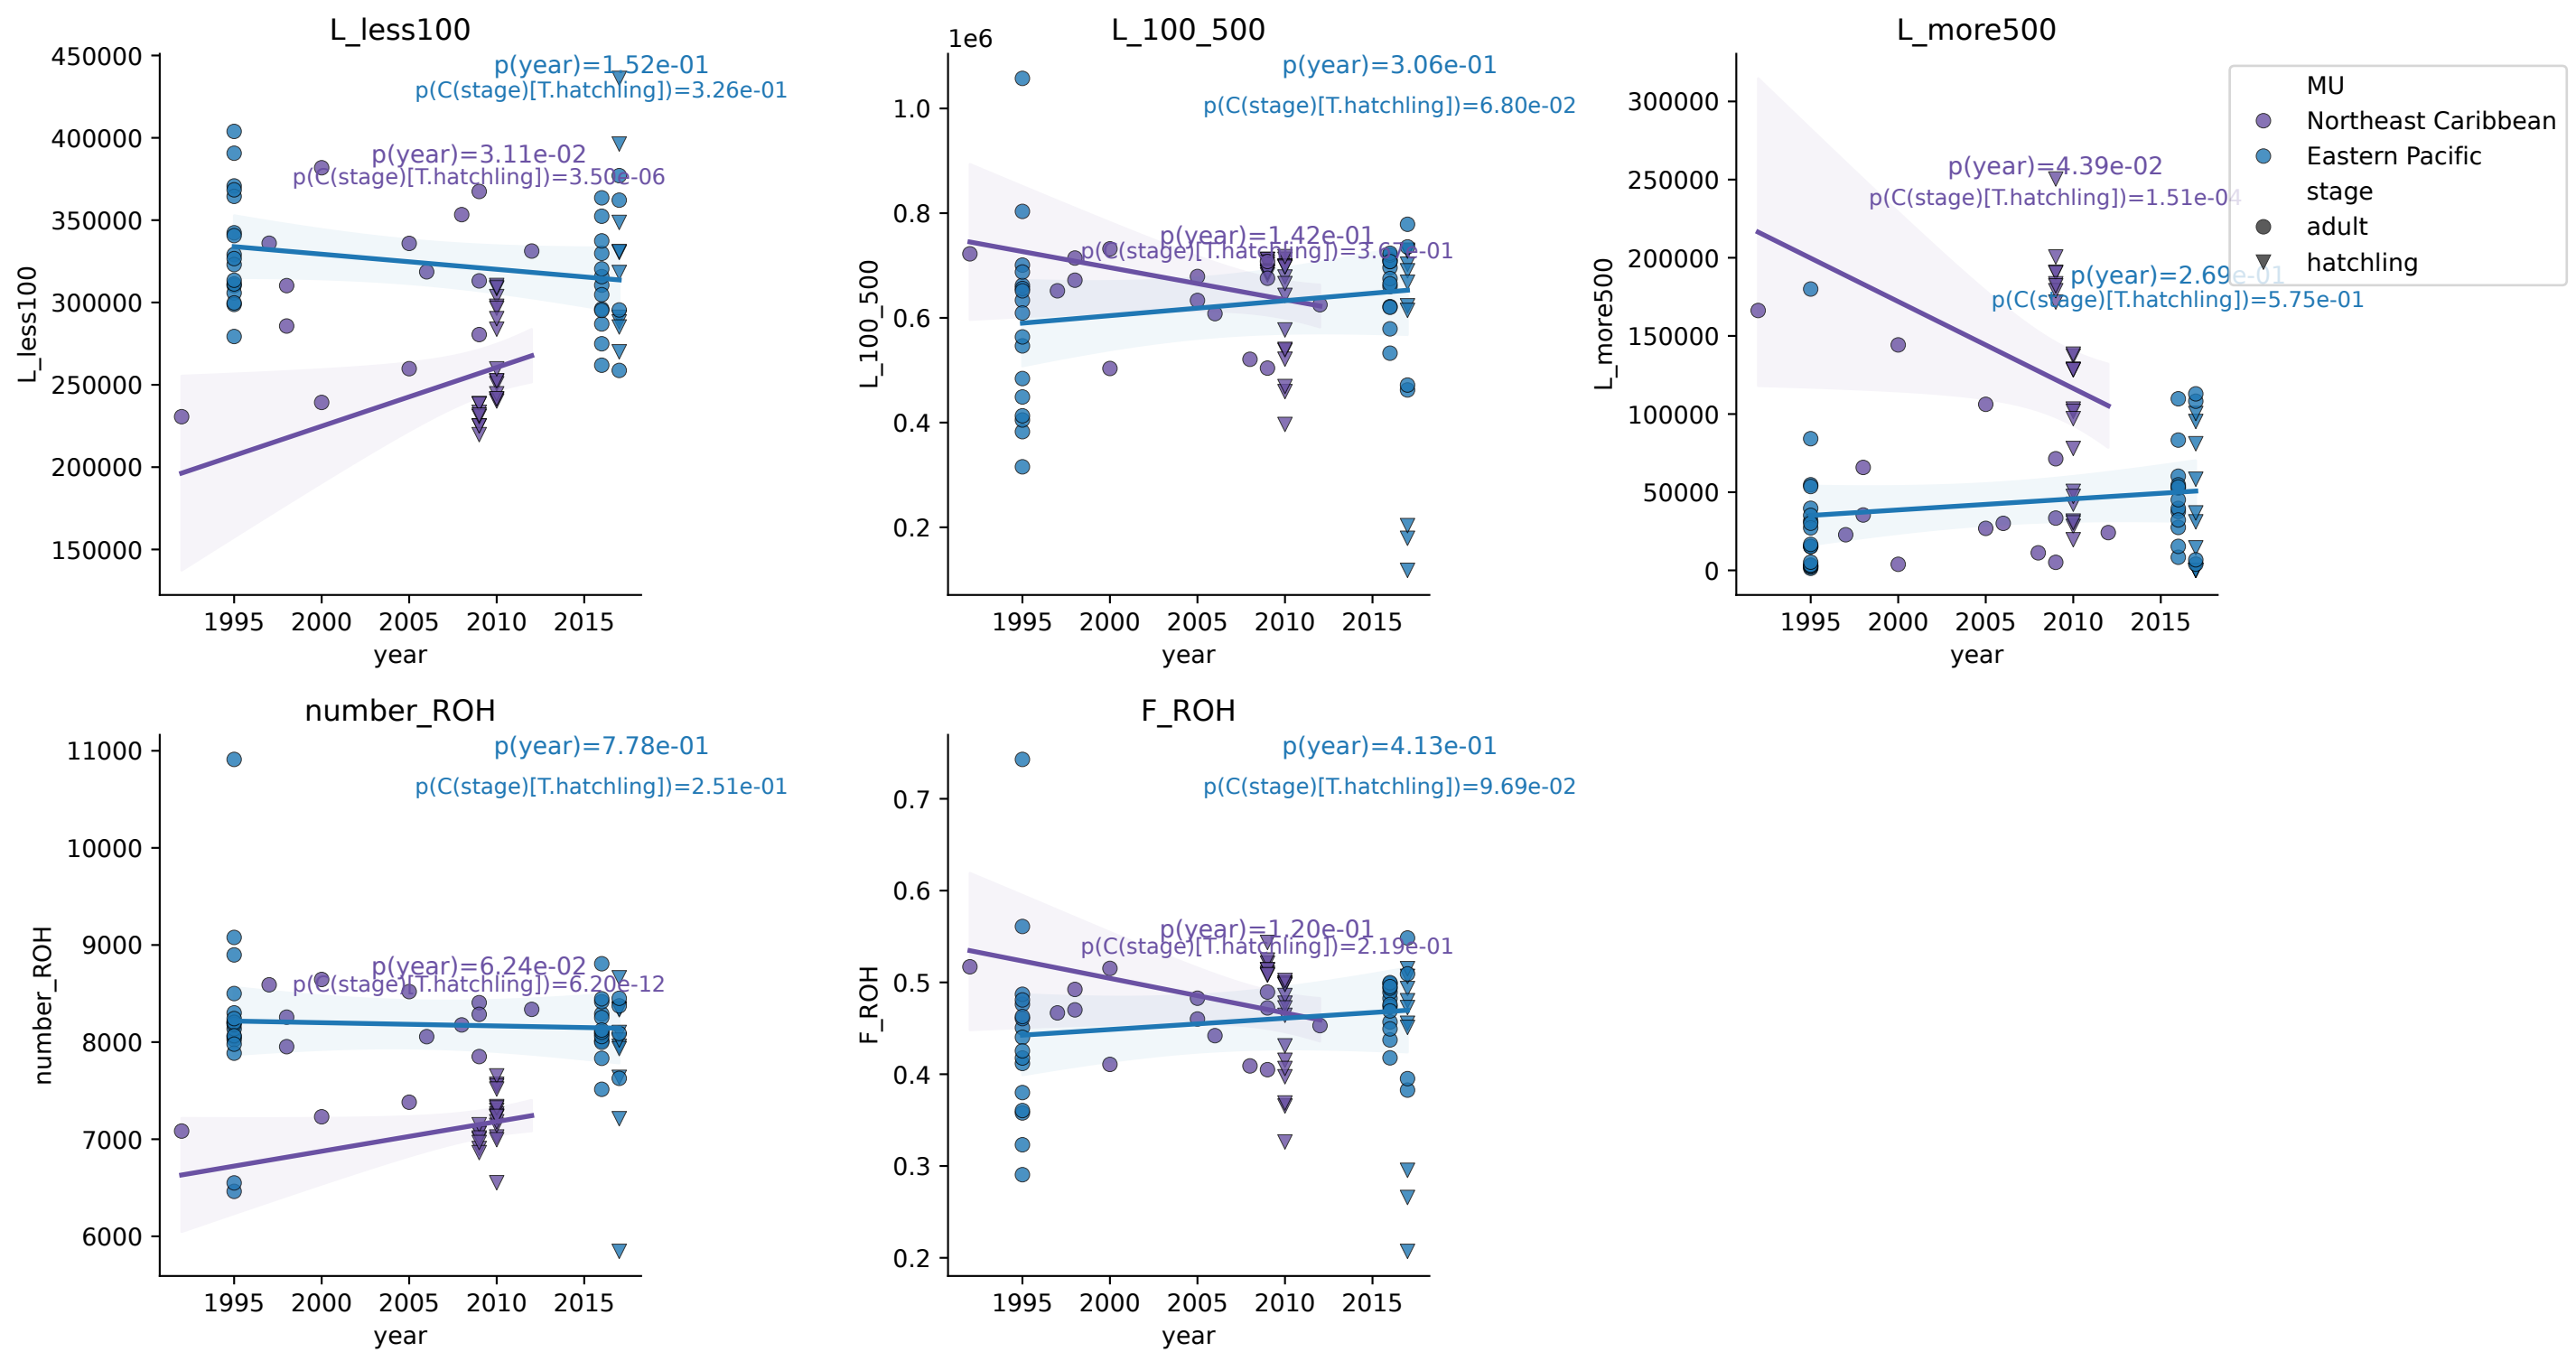 L_less100
450000
400000
350000
300000
250000
200000
150000
L_less100
1995 2000 2005 2010 2015
year
p(year)=1.52e-01
p(C(stage)[T.hatchling])=3.26e-01
p(year)=3.11e-02
p(C(stage)[T.hatchling])=3.50e-06
L_100_500
1e6
1.0
0.8
0.6
0.4
0.2
L_100_500
1995 2000 2005 2010 2015
year
p(year)=3.06e-01
p(C(stage)[T.hatchling])=6.80e-02
p(year)=1.42e-01
p(C(stage)[T.hatchling])=3.67e-01
L_more500
300000
250000
200000
150000
100000
50000
0
L_more500
1995 2000 2005 2010 2015
year
p(year)=4.39e-02
p(C(stage)[T.hatchling])=1.51e-04
p(year)=2.69e-01
p(C(stage)[T.hatchling])=5.75e-01
MU
Northeast Caribbean
Eastern Pacific
stage
adult
hatchling
number_ROH
11000
10000
9000
8000
7000
6000
number_ROH
1995 2000 2005 2010 2015
year
p(year)=7.78e-01
p(C(stage)[T.hatchling])=2.51e-01
p(year)=6.24e-02
p(C(stage)[T.hatchling])=6.20e-12
F_ROH
0.7
0.6
0.5
0.4
0.3
0.2
F_ROH
1995 2000 2005 2010 2015
year
p(year)=4.13e-01
p(C(stage)[T.hatchling])=9.69e-02
p(year)=1.20e-01
p(C(stage)[T.hatchling])=2.19e-01